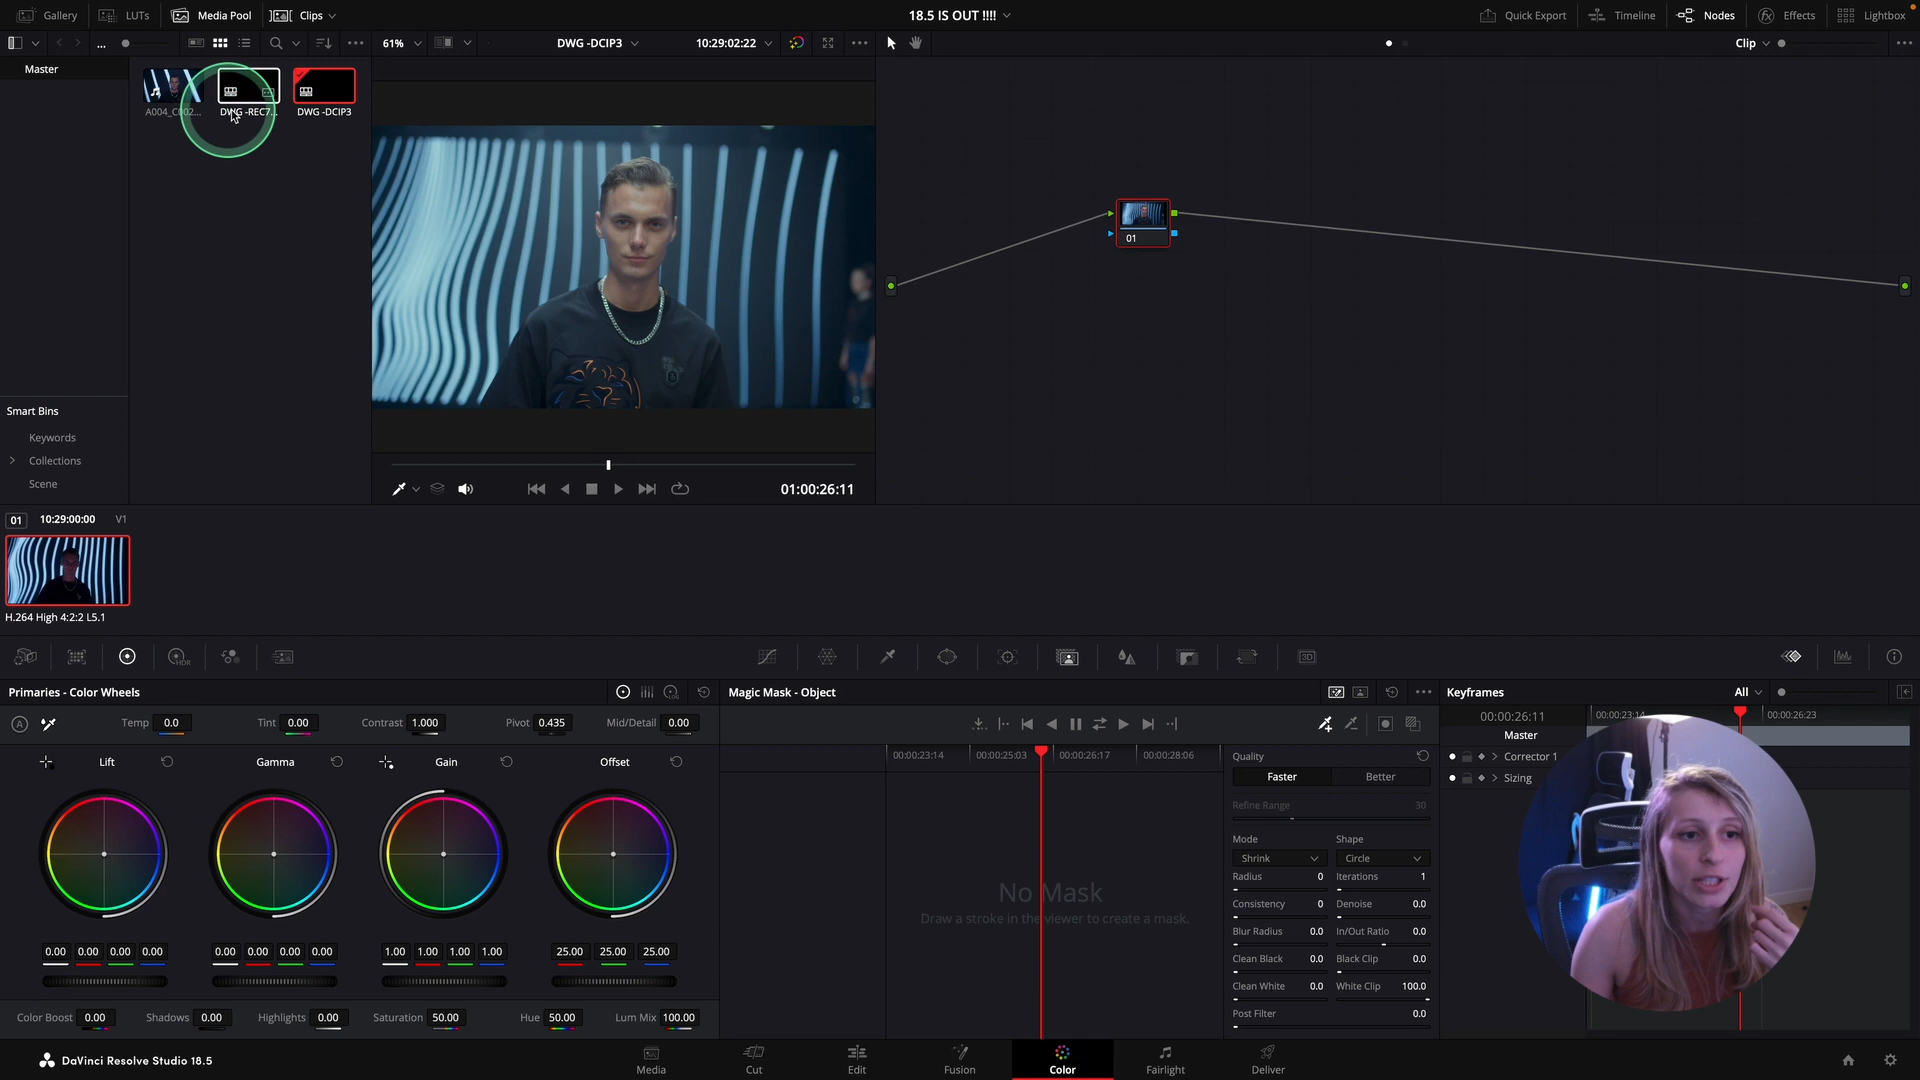 Gallery LUTs Media Pool Clips 18.5 IS OUT !!!! Quick Export Timeline Nodes Effects Lightbox
... 61% DWG -DCIP3 10:29:02:22 Clip
Master
A004_C002... DWG -REC7... DWG -DCIP3
01
Smart Bins
Keywords
Collections
Scene
01:00:26:11
01 10:29:00:00 V1
H.264 High 4:2:2 L5.1
HDR 3D
Primaries - Color Wheels LOG Magic Mask - Object Keyframes All
A Temp 0.0 Tint 0.00 Contrast 1.000 Pivot 0.435 Mid/Detail 0.00
00:00:26:11 00:00:23:14 00:00:26:23
Master
Lift Gamma Gain Offset
00:00:23:14 00:00:25:03 00:00:26:17 00:00:28:06
Quality
Corrector 1
Faster Better
Sizing
Refine Range 30
Mode Shape
Shrink Circle
Radius 0 Iterations 1
No Mask
Draw a stroke in the viewer to create a mask.
Consistency 0 Denoise 0.0
Blur Radius 0.0 In/Out Ratio 0.0
0.00 0.00 0.00 0.00 0.00 0.00 0.00 0.00 1.00 1.00 1.00 1.00 25.00 25.00 25.00
Clean Black 0.0 Black Clip 0.0
Clean White 0.0 White Clip 100.0
Post Filter 0.0
Color Boost 0.00 Shadows 0.00 Highlights 0.00 Saturation 50.00 Hue 50.00 Lum Mix 100.00
DaVinci Resolve Studio 18.5
Media Cut Edit Fusion Color Fairlight Deliver